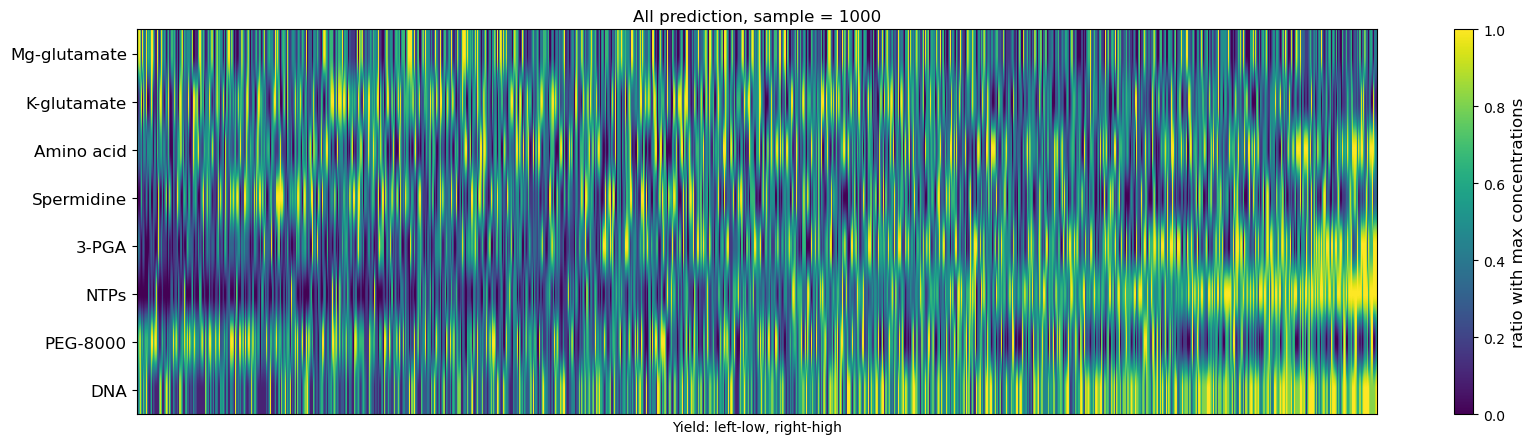 All prediction, sample = 1000
Mg-glutamate
K-glutamate
Amino acid
Spermidine
3-PGA
NTPs
PEG-8000
DNA
Yield: left-low, right-high
1.0
0.8
0.6
0.4
0.2
0.0
ratio with max concentrations